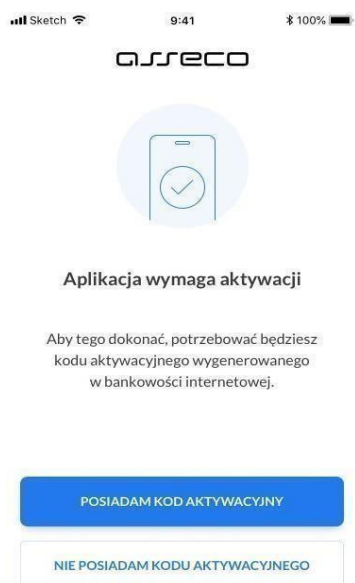 Sketch 9:41 100%
asseco
Aplikacja wymaga aktywacji
Aby tego dokonać, potrzebować będziesz
kodu aktywacyjnego wygenerowanego
w bankowości internetowej.
POSIADAM KOD AKTYWACYJNY
NIE POSIADAM KODU AKTYWACYJNEGO